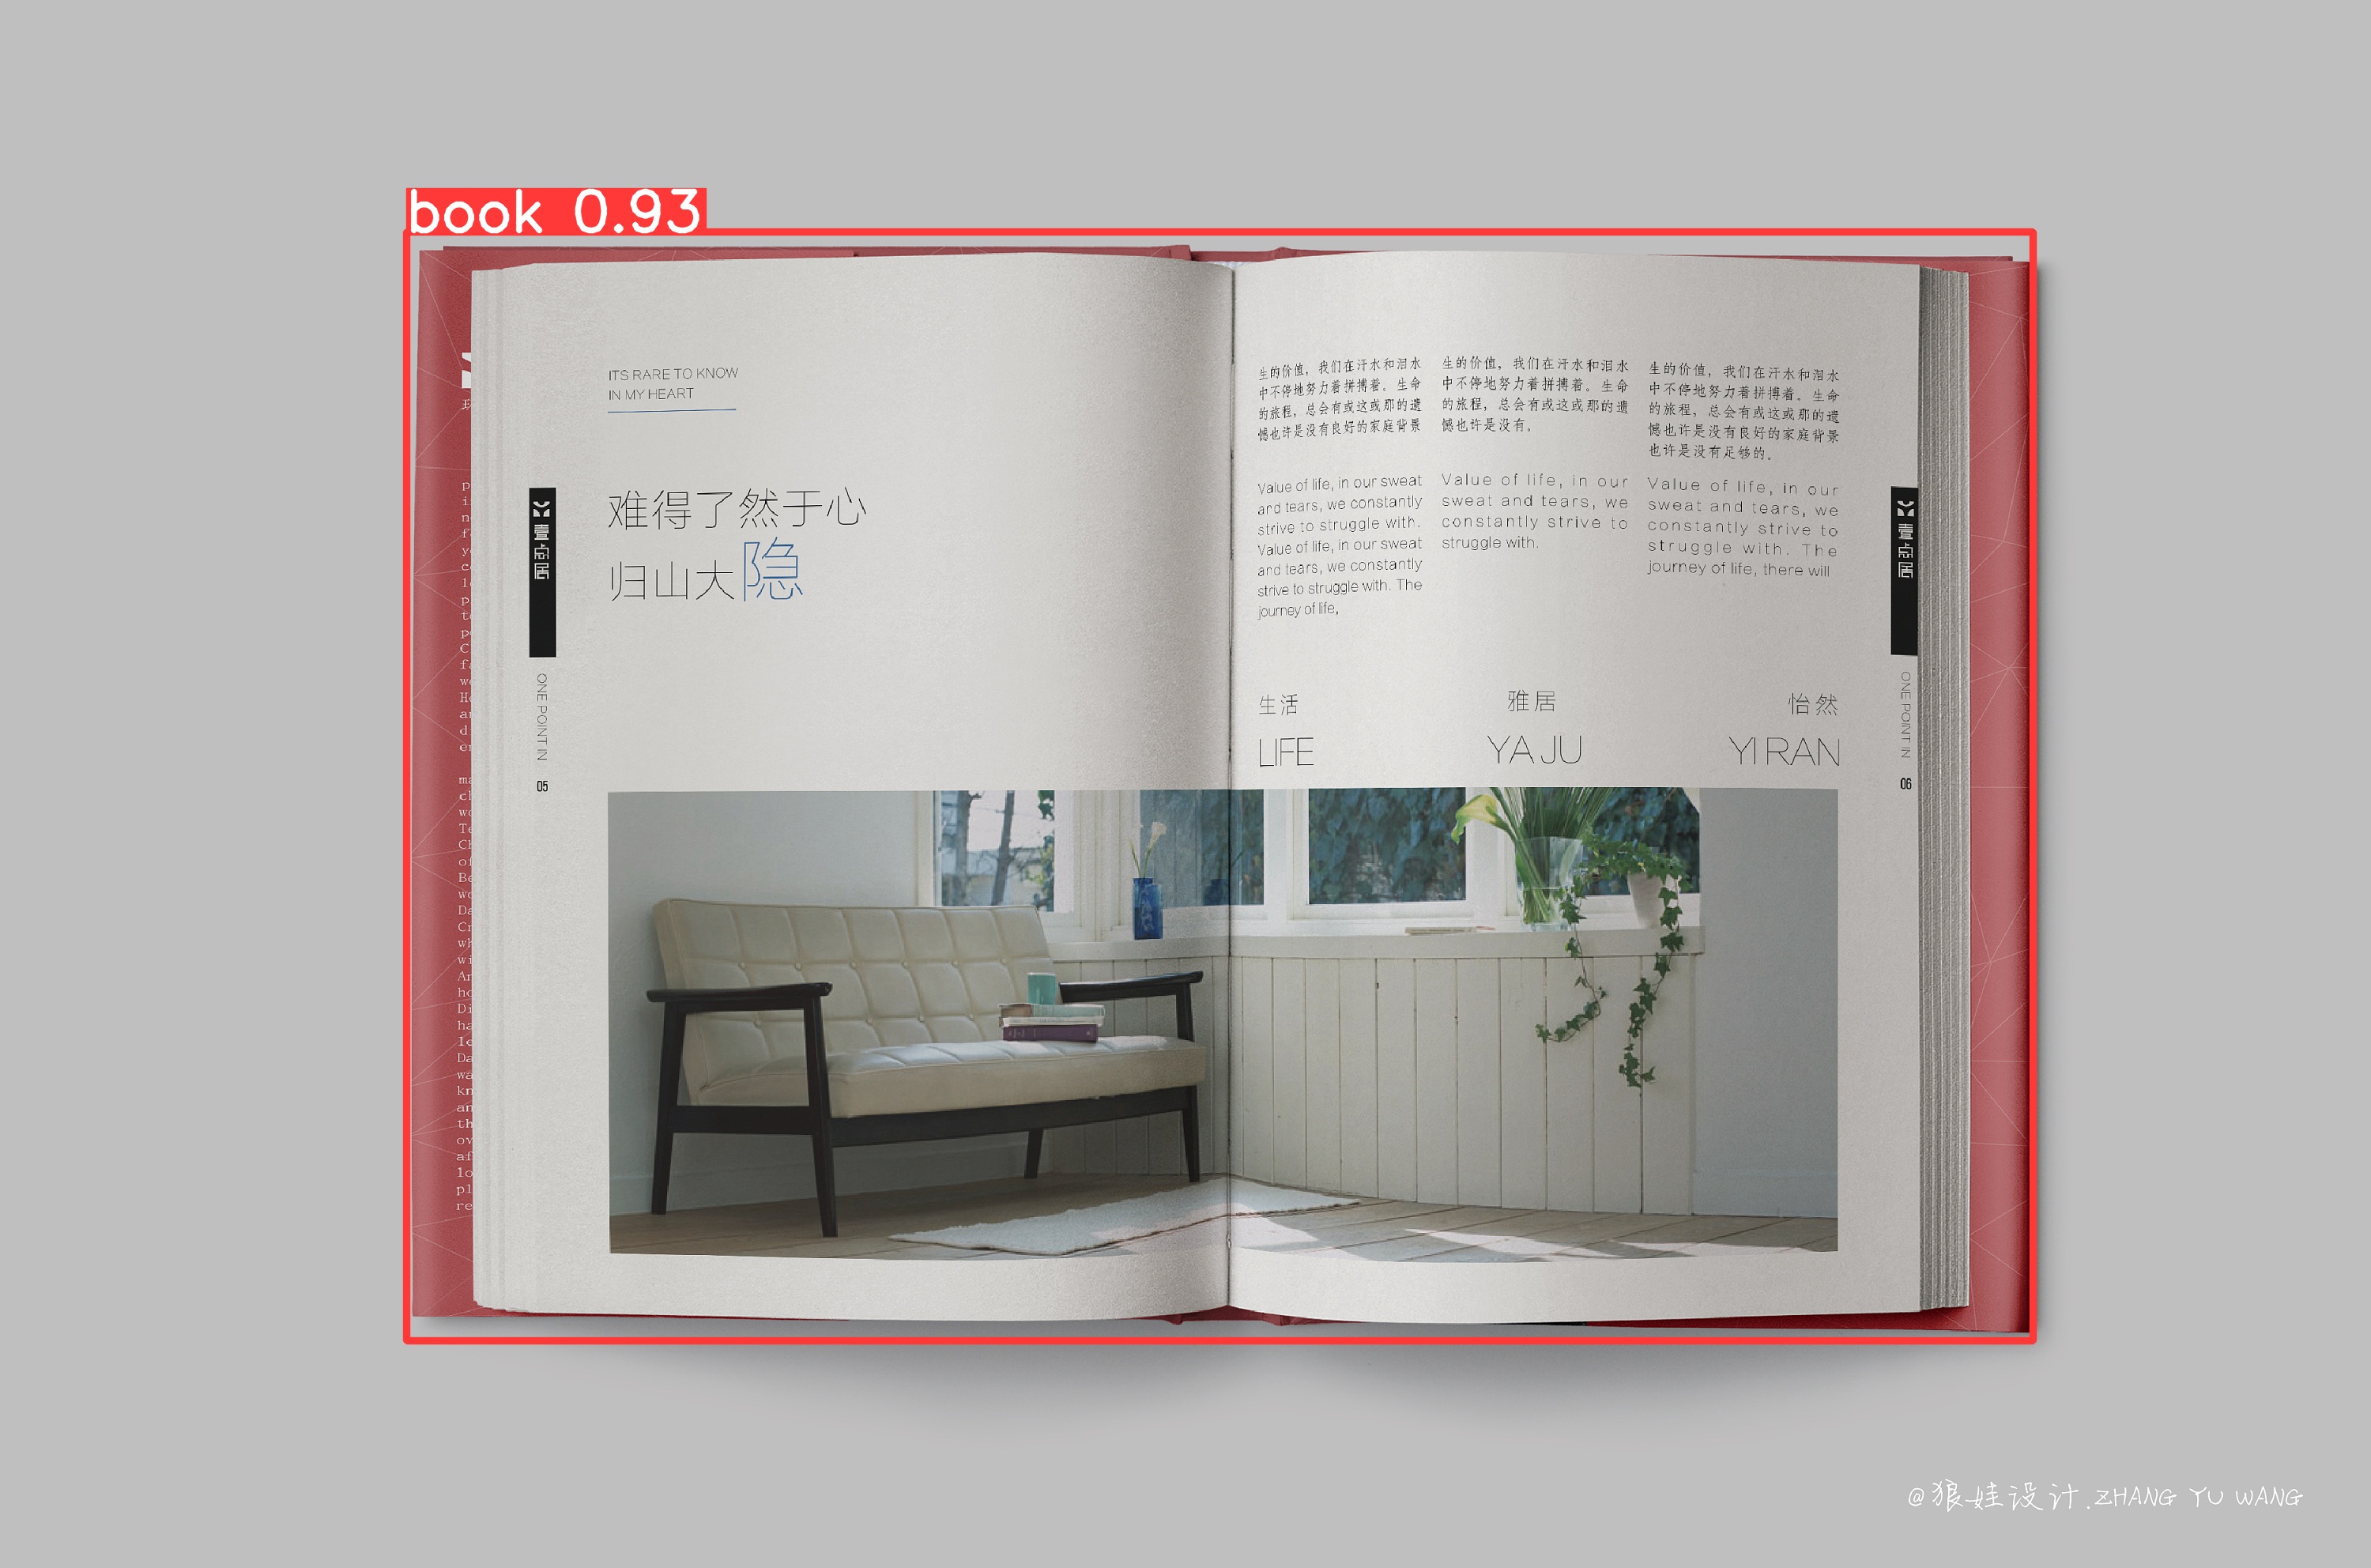 book 0.93
ITS RARE TO KNOW
IN MY HEART
难得了然于心
归山大隐
壹点居
ONE POINT IN
05
生的价值，我们在汗水和泪水
中不停地努力着拼搏着。生命
的旅程，总会有或这或那的遗
憾也许是没有良好的家庭背景
Value of life, in our sweat
and tears, we constantly
strive to struggle with.
Value of life, in our sweat
and tears, we constantly
strive to struggle with. The
journey of life,
生的价值，我们在汗水和泪水
中不停地努力着拼搏着。生命
的旅程，总会有或这或那的遗
憾也许是没有。
Value of life, in our
sweat and tears, we
constantly strive to
struggle with.
生的价值，我们在汗水和泪水
中不停地努力着拼搏着。生命
的旅程，总会有或这或那的遗
憾也许是没有良好的家庭背景
也许是没有足够的。
Value of life, in our
sweat and tears, we
constantly strive to
struggle with. The
journey of life, there will
生活
LIFE
雅居
YA JU
怡然
YI RAN
壹点居
ONE POINT IN
06
@狼娃设计.ZHANG YU WANG